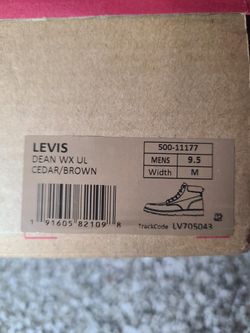 LEVIS
DEAN WX UL
CEDAR/BROWN
500-11177
MENS 9.5
Width M
1 91605 82109 8
TrackCode LV705043